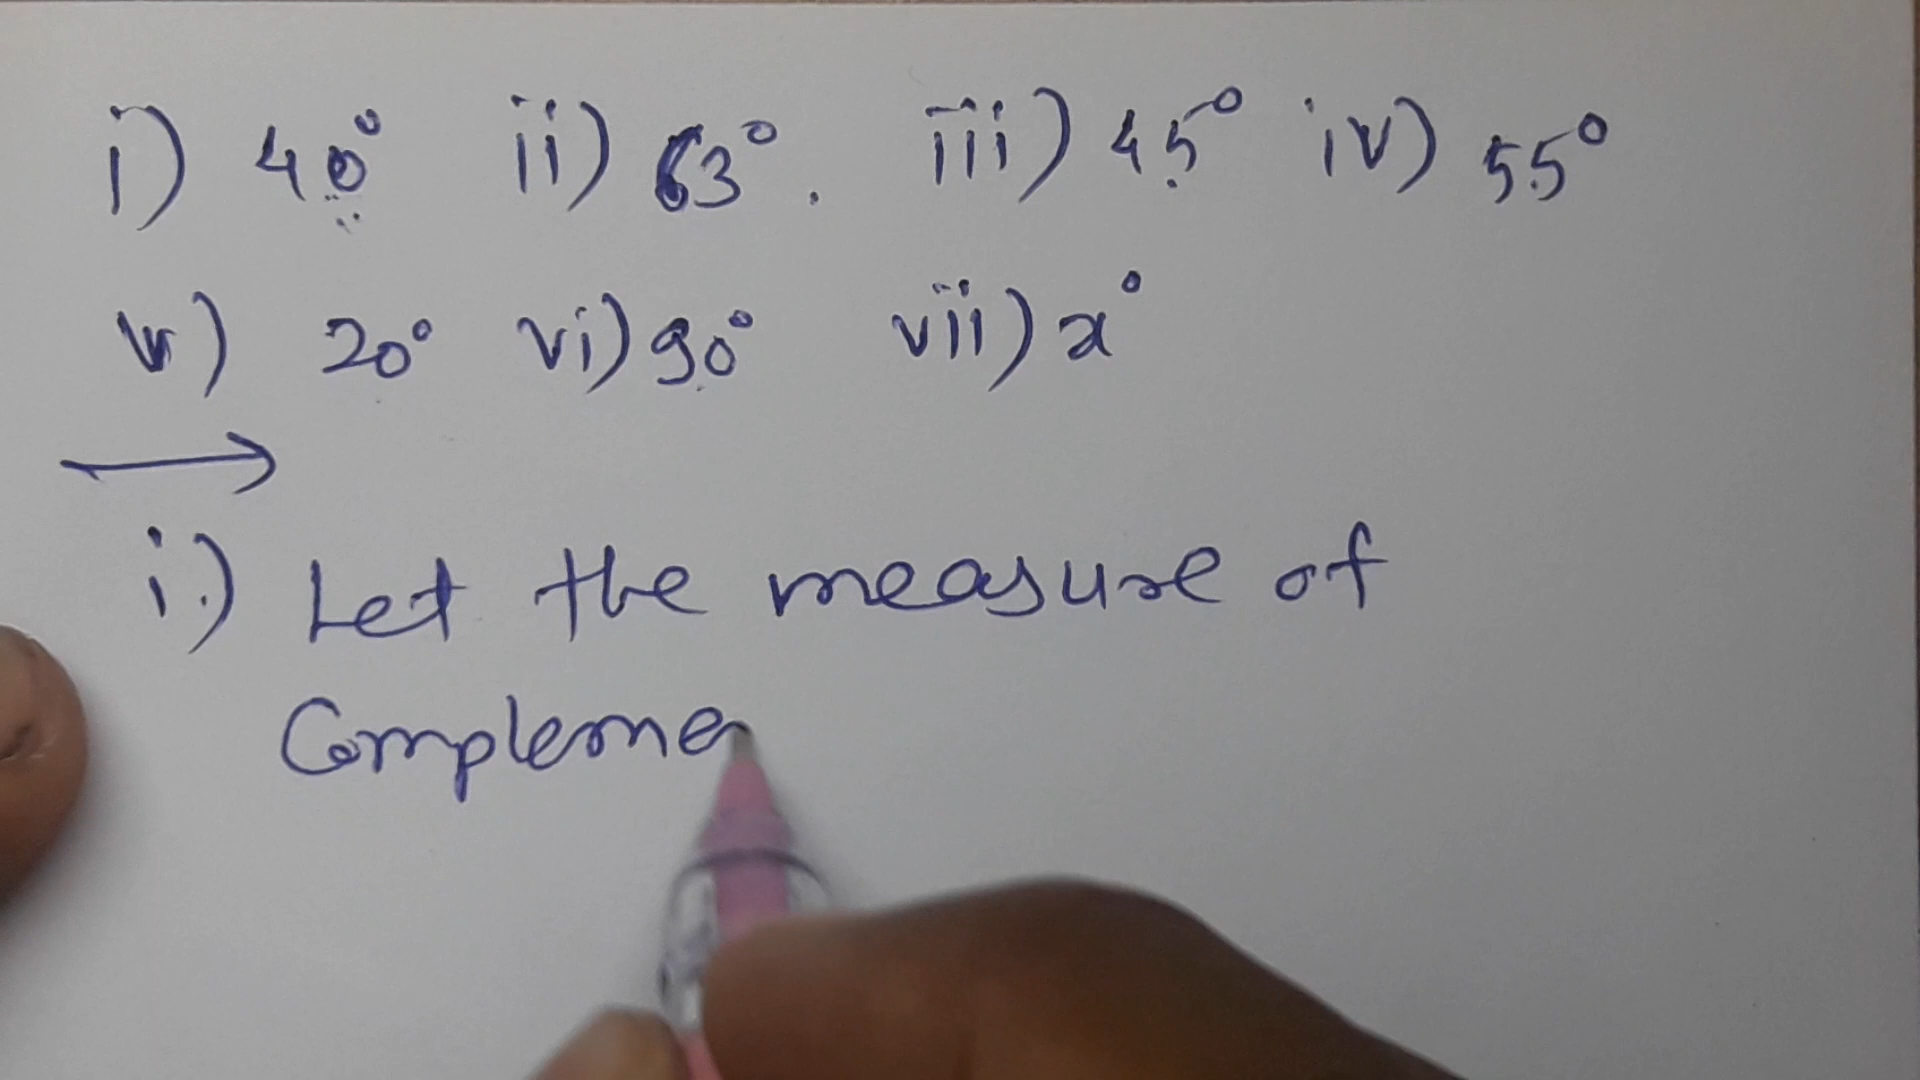 i) 40° ii) 63°. iii) 45° iv) 55°
v) 20° vi) 90° vii) x°
→
i.) Let the measure of
Compleme